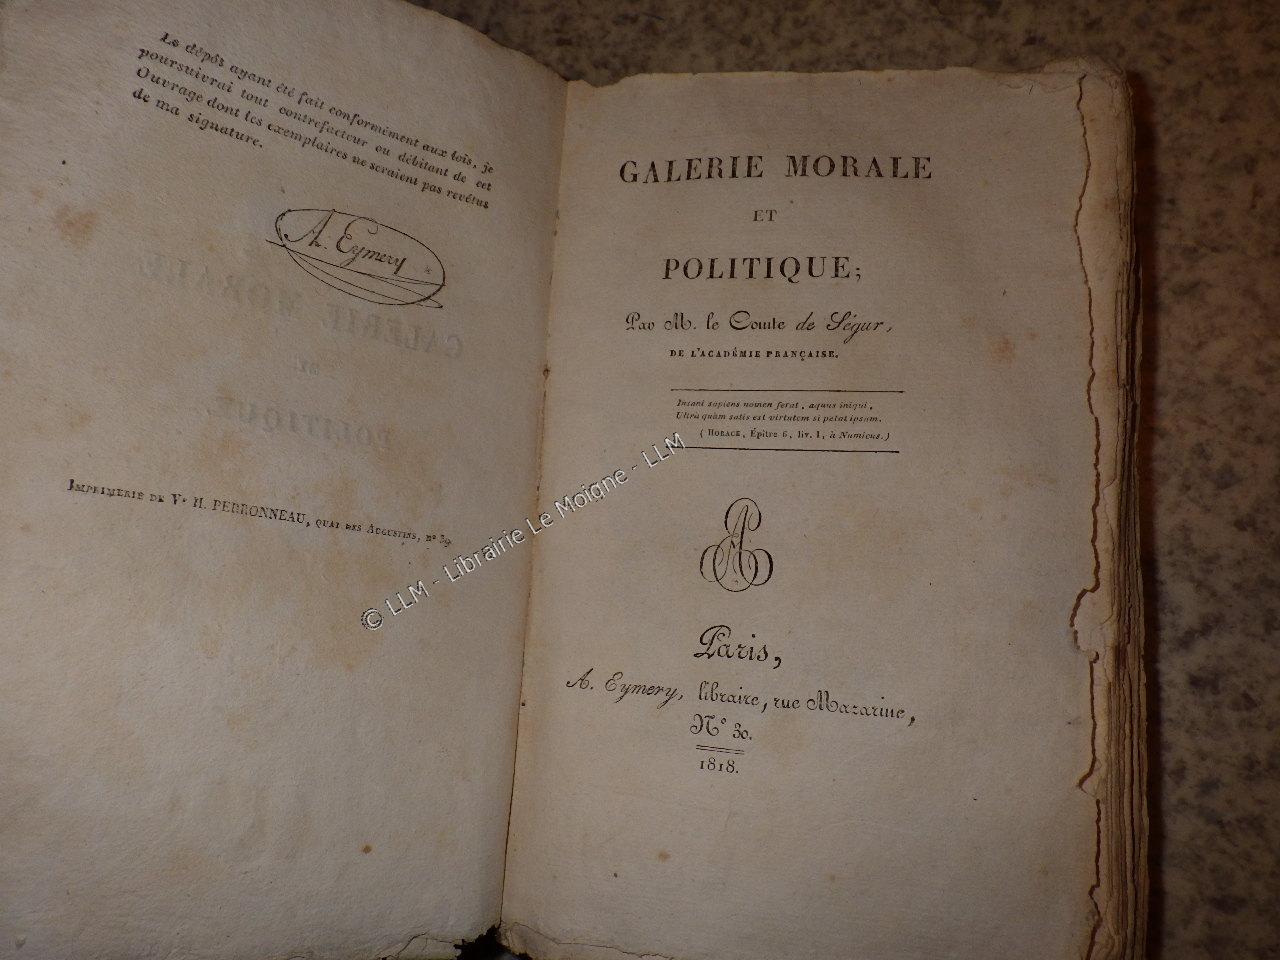 Le dépôt ayant été fait conformément aux lois, je
poursuivrai tout contrefacteur ou débitant de cet
Ouvrage dont les exemplaires ne seraient pas revêtus
de ma signature.
A. Eymery
IMPRIMERIE DE Ve H. PERRONNEAU, QUAI DES AUGUSTINS, n° 39
GALERIE MORALE
ET
POLITIQUE;
Par M. le Comte de Ségur,
DE L'ACADÉMIE FRANÇAISE.
Insani sapiens nomen ferat, aquus iniqui,
Ultrà quàm satis est virtutem si petat ipsam.
(HORACE, Épître 6, liv. 1, à Numicus.)
Paris,
A. Eymery, libraire, rue Mazarine,
N° 30.
1818.
© LLM - Librairie Le Moigne - LLM